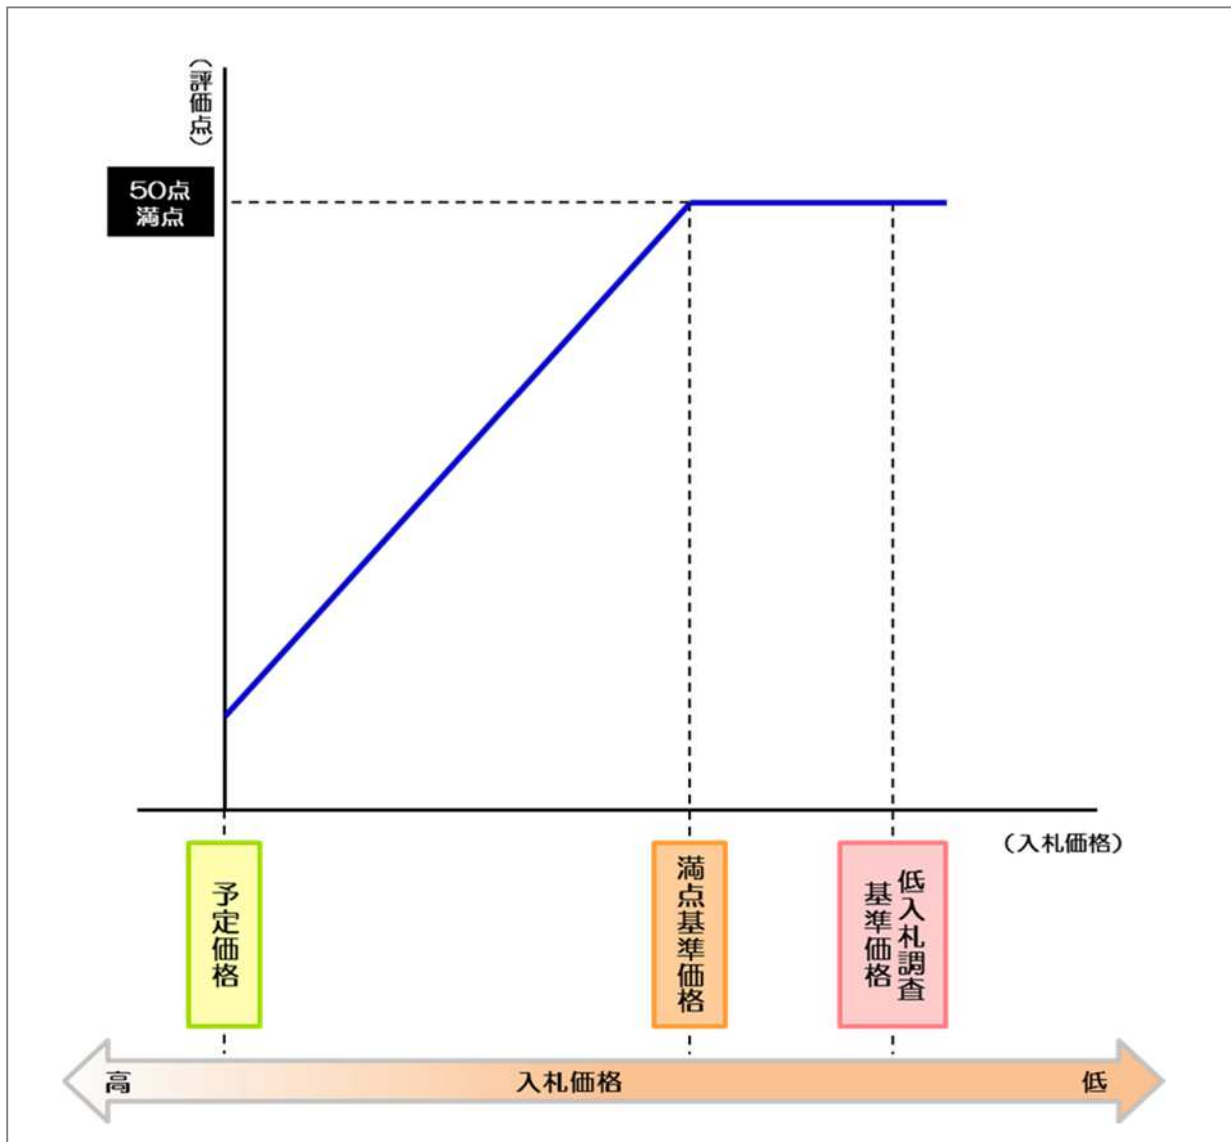 （評価点）
50点
満点
（入札価格）
予定価格
満点基準価格
低入札調査
基準価格
高
入札価格
低